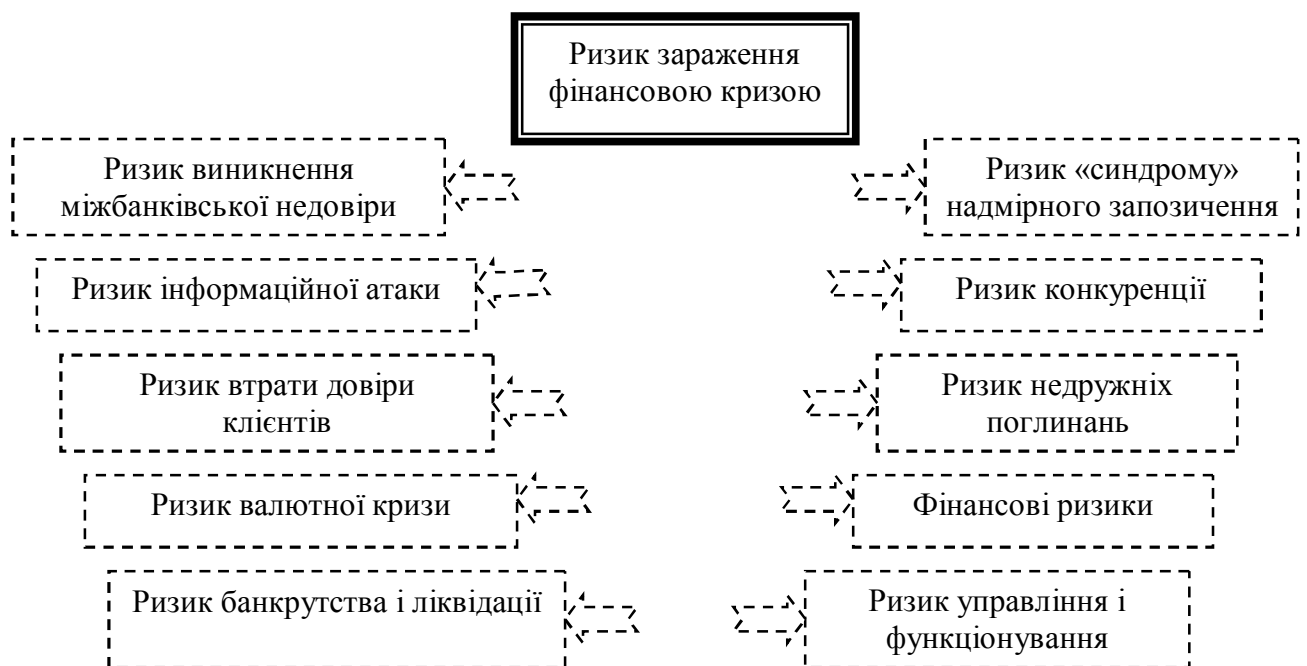 Ризик зараження
фінансовою кризою
Ризик виникнення
міжбанківської недовіри
Ризик «синдрому»
надмірного запозичення
Ризик інформаційної атаки
Ризик конкуренції
Ризик втрати довіри
клієнтів
Ризик недружніх
поглинань
Ризик валютної кризи
Фінансові ризики
Ризик банкрутства і ліквідації
Ризик управління і
функціонування